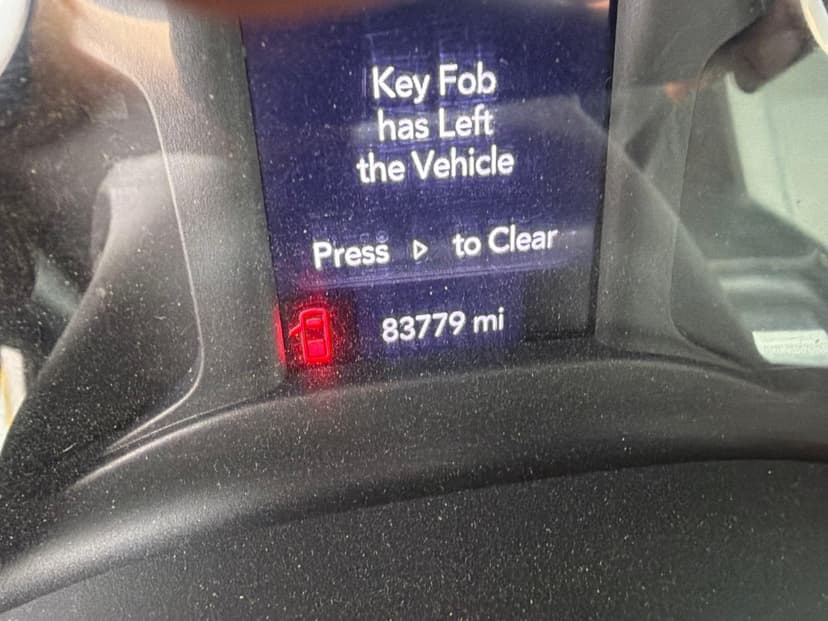 Key Fob
has Left
the Vehicle
Press ▷ to Clear
83779 mi